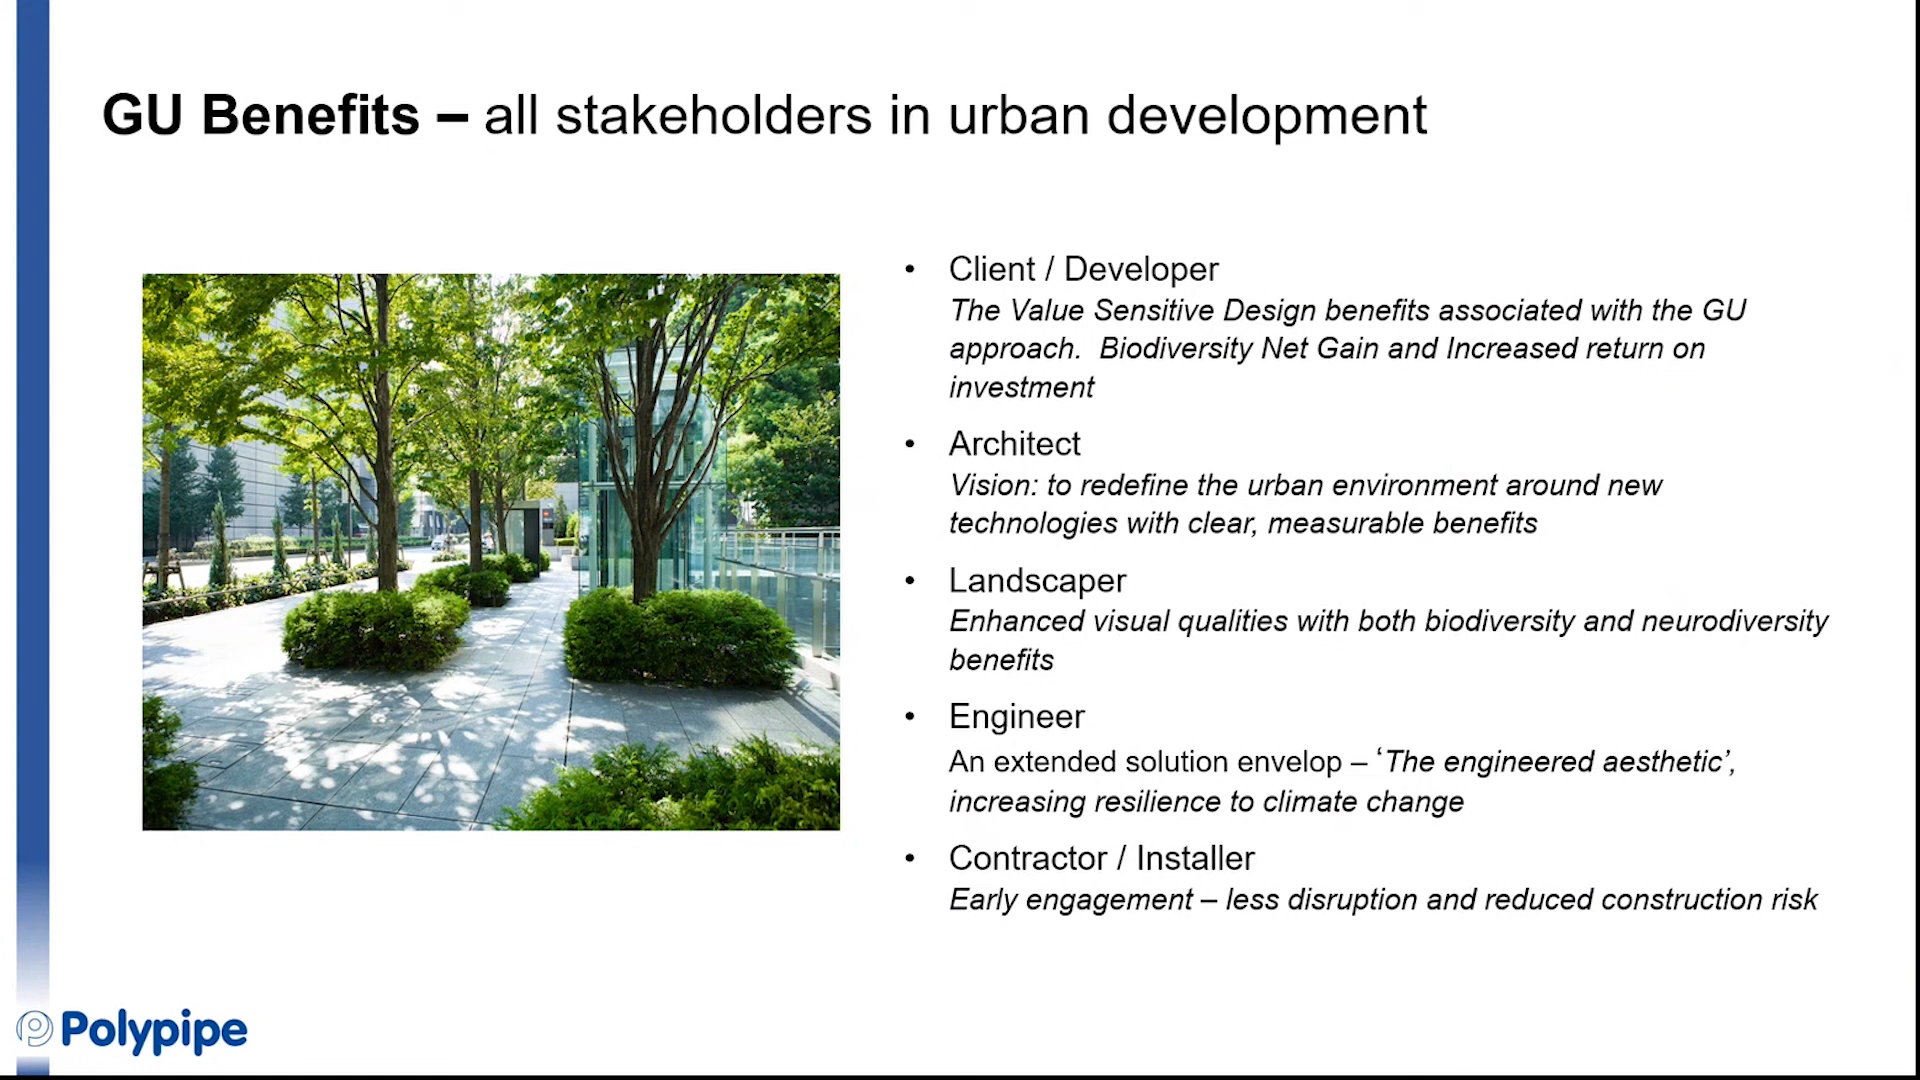 GU Benefits – all stakeholders in urban development
• Client / Developer
The Value Sensitive Design benefits associated with the GU
approach.  Biodiversity Net Gain and Increased return on
investment
• Architect
Vision: to redefine the urban environment around new
technologies with clear, measurable benefits
• Landscaper
Enhanced visual qualities with both biodiversity and neurodiversity
benefits
• Engineer
An extended solution envelop – ‘The engineered aesthetic’,
increasing resilience to climate change
• Contractor / Installer
Early engagement – less disruption and reduced construction risk
Polypipe